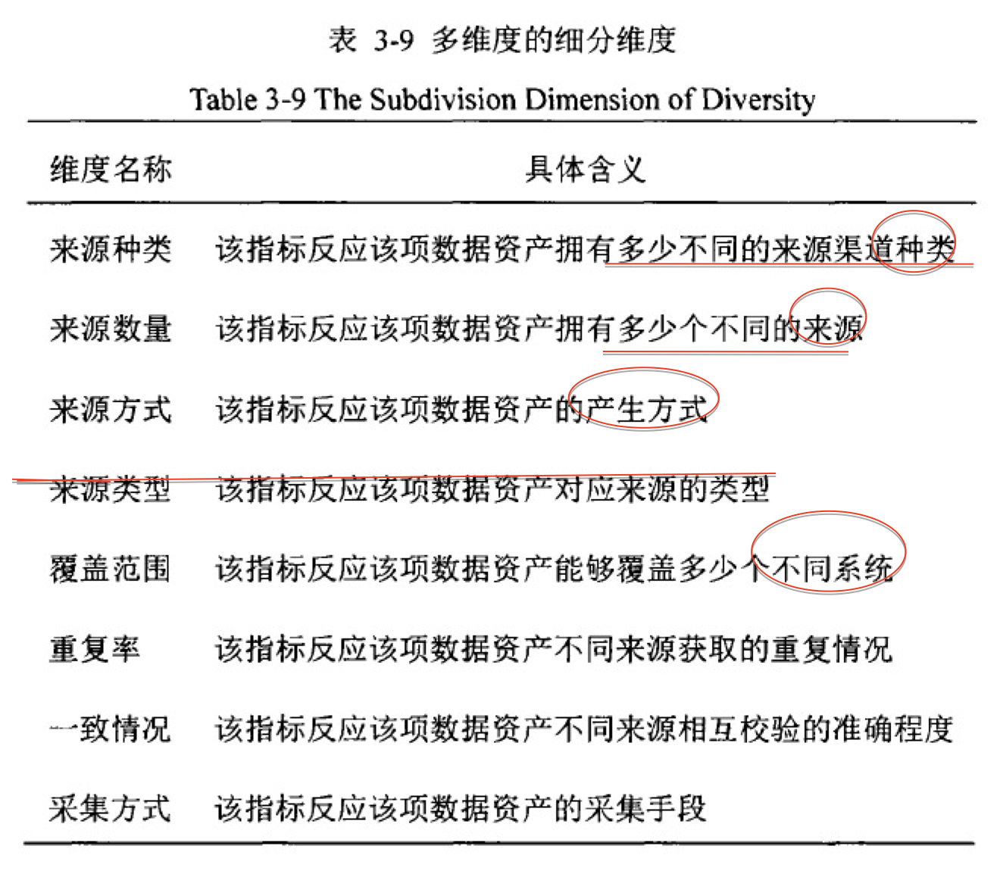 表 3-9 多维度的细分维度
Table 3-9 The Subdivision Dimension of Diversity
维度名称 具体含义
来源种类 该指标反应该项数据资产拥有多少不同的来源渠道种类
来源数量 该指标反应该项数据资产拥有多少个不同的来源
来源方式 该指标反应该项数据资产的产生方式
来源类型 该指标反应该项数据资产对应来源的类型
覆盖范围 该指标反应该项数据资产能够覆盖多少个不同系统
重复率 该指标反应该项数据资产不同来源获取的重复情况
一致情况 该指标反应该项数据资产不同来源相互校验的准确程度
采集方式 该指标反应该项数据资产的采集手段